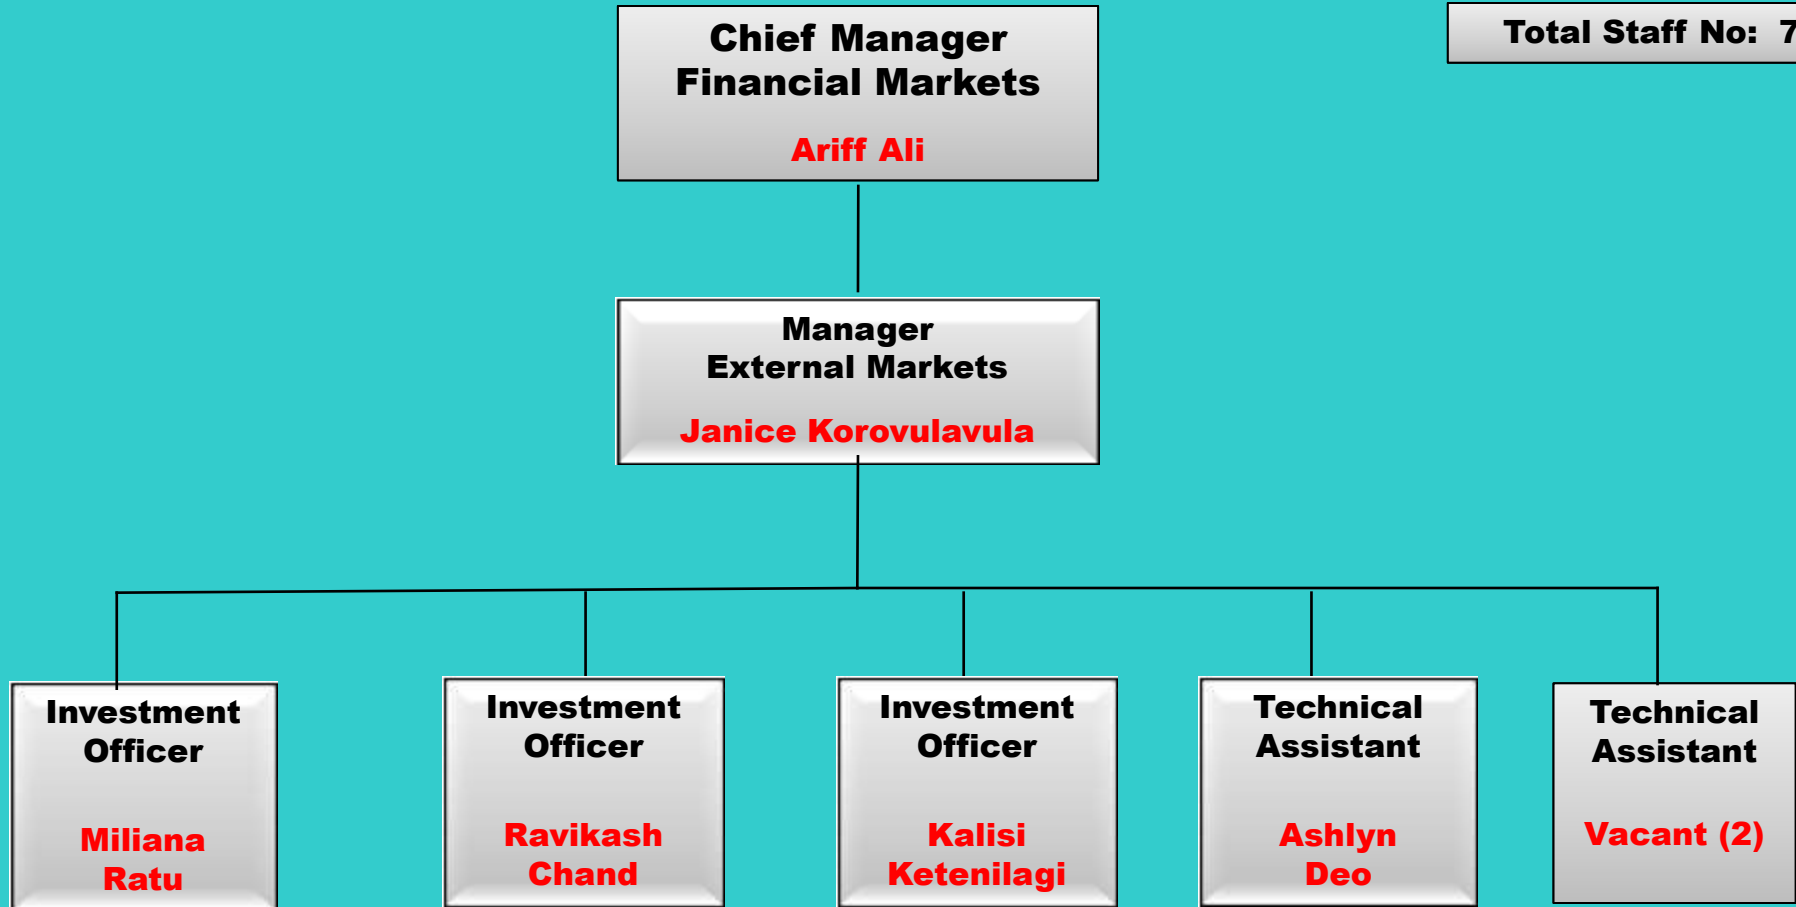 Chief Manager
Financial Markets
Ariff Ali
Total Staff No: 7
Manager
External Markets
Janice Korovulavula
Investment
Officer
Miliana
Ratu
Investment
Officer
Ravikash
Chand
Investment
Officer
Kalisi
Ketenilagi
Technical
Assistant
Ashlyn
Deo
Technical
Assistant
Vacant (2)